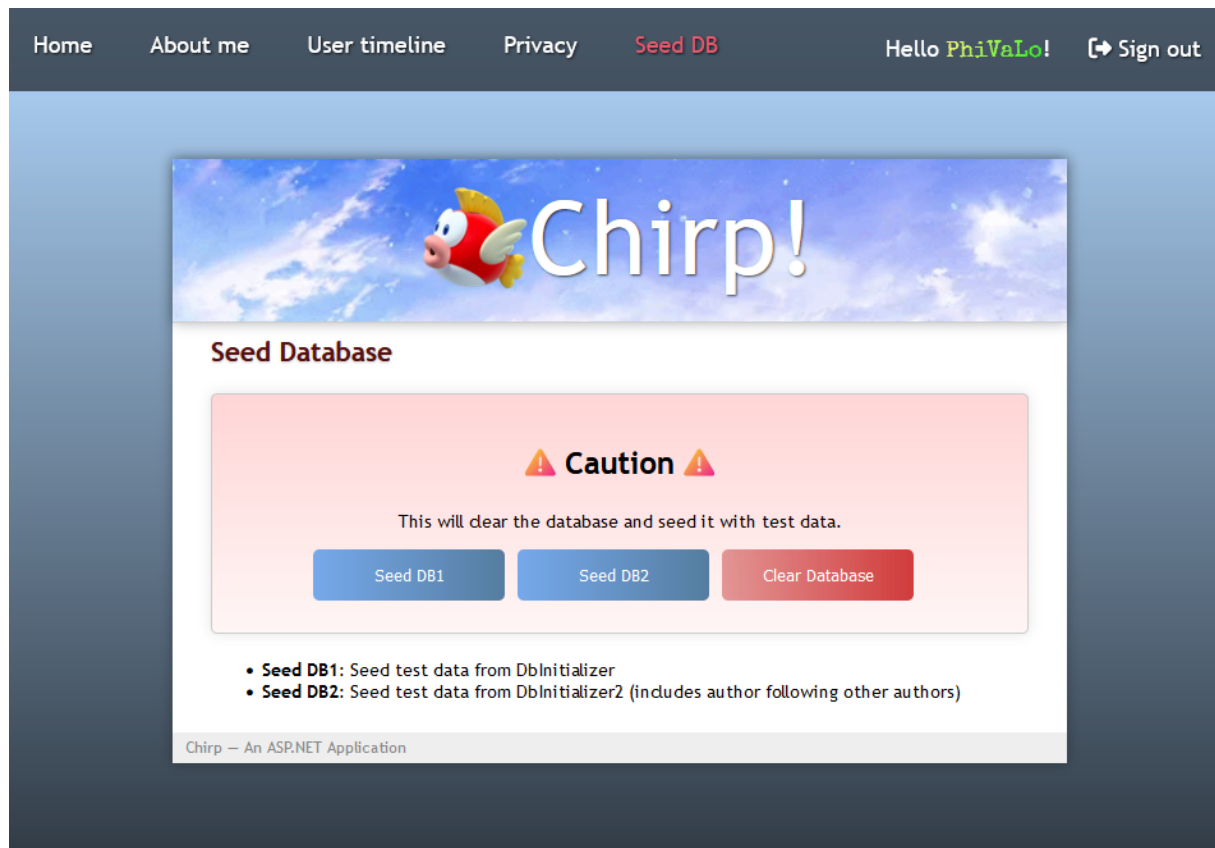 Home About me User timeline Privacy Seed DB Hello PhiVaLo! Sign out
Chirp!
Seed Database
Caution
This will clear the database and seed it with test data.
Seed DB1 Seed DB2 Clear Database
• Seed DB1: Seed test data from DbInitializer
• Seed DB2: Seed test data from DbInitializer2 (includes author following other authors)
Chirp — An ASP.NET Application